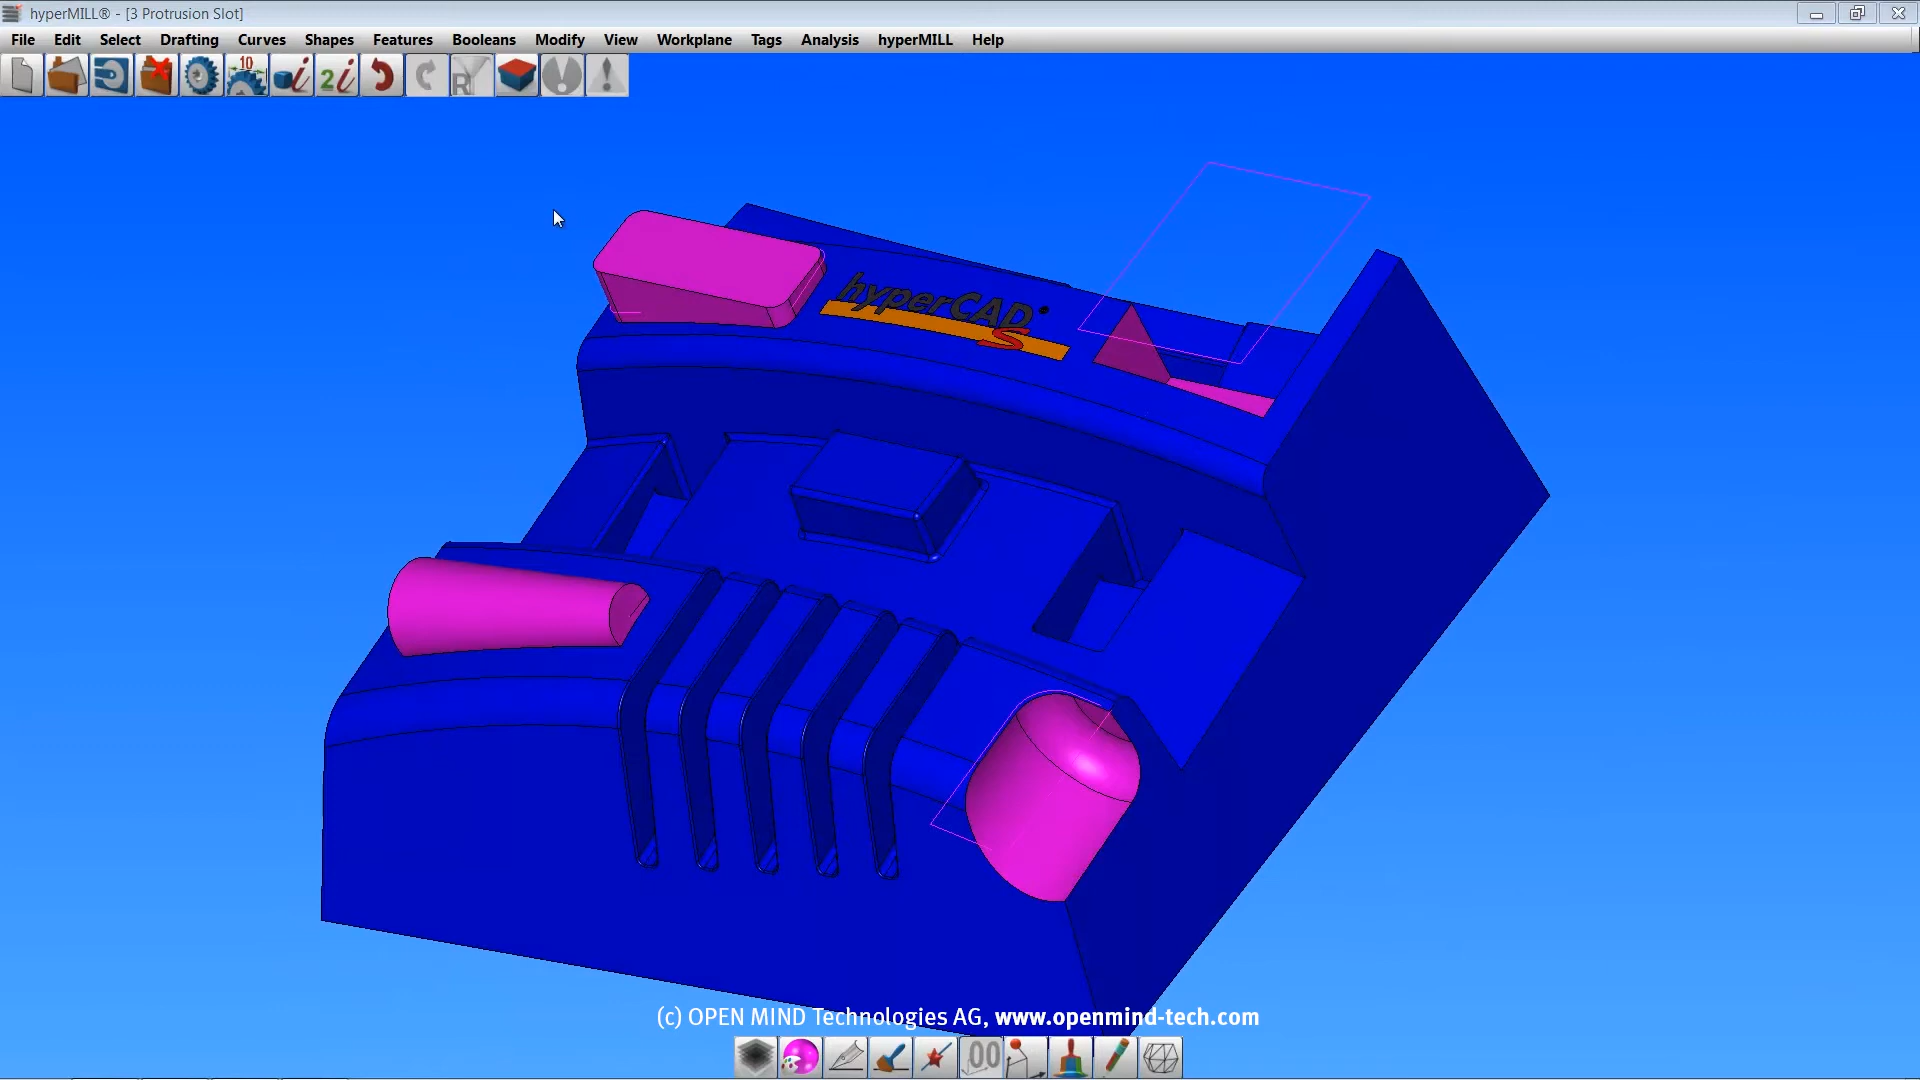 hyperMILL® - [3 Protrusion Slot]
File Edit Select Drafting Curves Shapes Features Booleans Modify View Workplane Tags Analysis hyperMILL Help
10
i 2i R
hyperCAD®
S
(c) OPEN MIND Technologies AG, www.openmind-tech.com
00